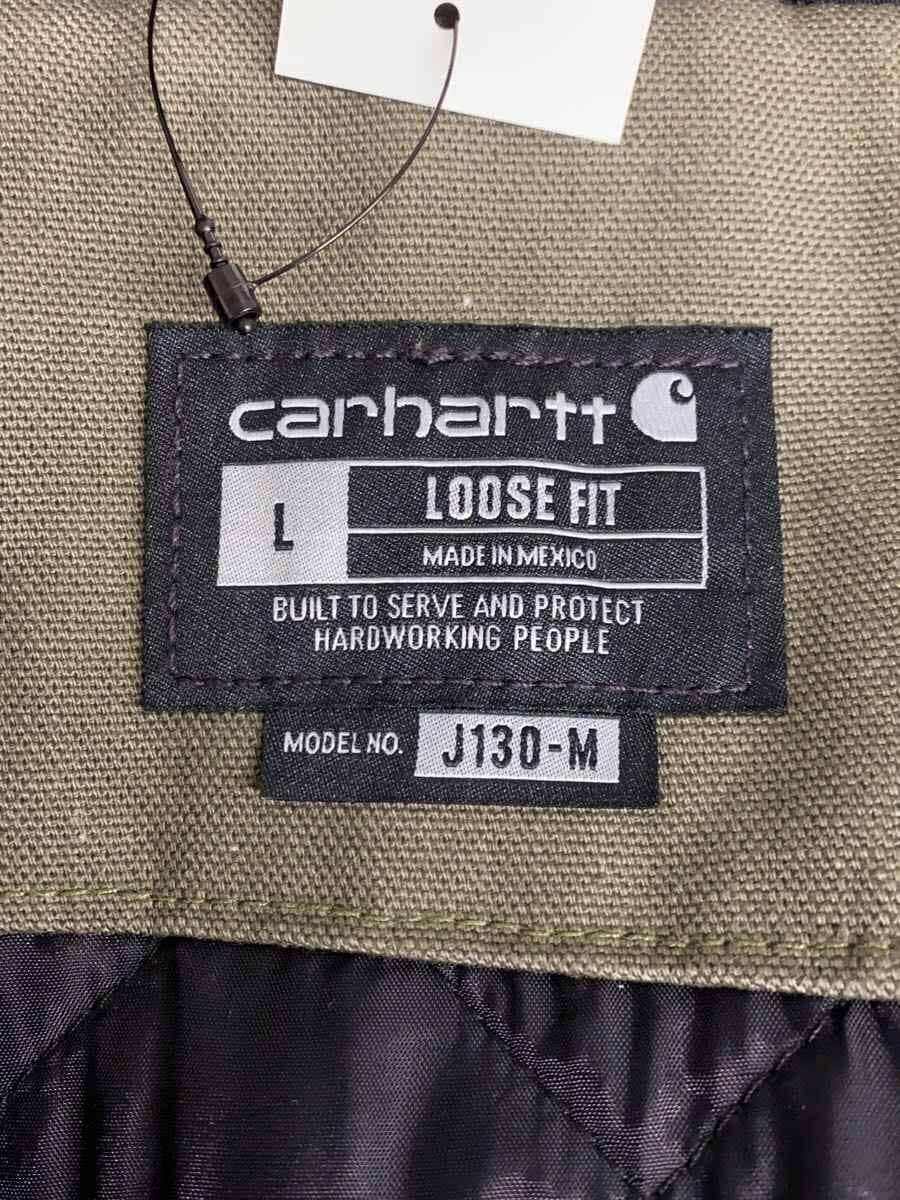 carhartt
L
LOOSE FIT
MADE IN MEXICO
BUILT TO SERVE AND PROTECT
HARDWORKING PEOPLE
MODEL NO. J130-M